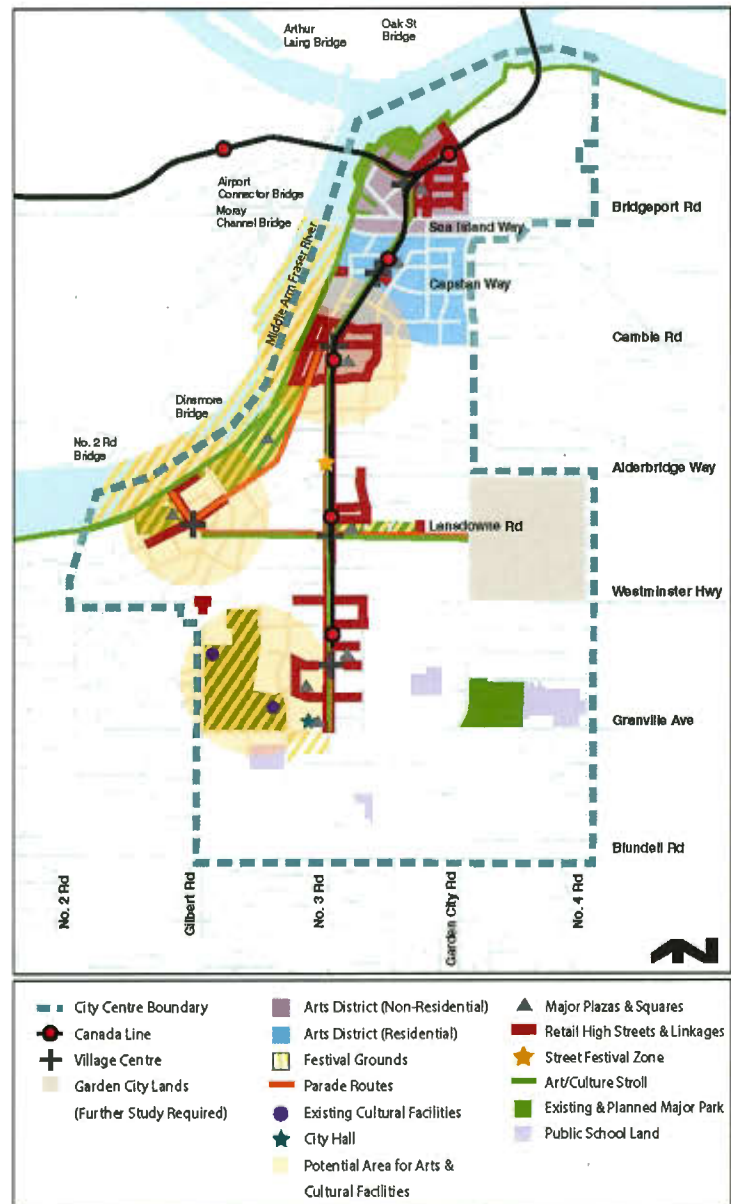 Arthur
Laing Bridge
Oak St
Bridge
Airport
Connector Bridge
Moray
Channel Bridge
Bridgeport Rd
Sea Island Way
Middle Arm Fraser River
Capstan Way
Cambie Rd
Dinsmore
Bridge
No. 2 Rd
Bridge
Alderbridge Way
Lansdowne Rd
Westminster Hwy
Granville Ave
Blundell Rd
No. 2 Rd
Gilbert Rd
No. 3 Rd
Garden City Rd
No. 4 Rd
N
City Centre Boundary
Canada Line
Village Centre
Garden City Lands
(Further Study Required)
Arts District (Non-Residential)
Arts District (Residential)
Festival Grounds
Parade Routes
Existing Cultural Facilities
City Hall
Potential Area for Arts &
Cultural Facilities
Major Plazas & Squares
Retail High Streets & Linkages
Street Festival Zone
Art/Culture Stroll
Existing & Planned Major Park
Public School Land